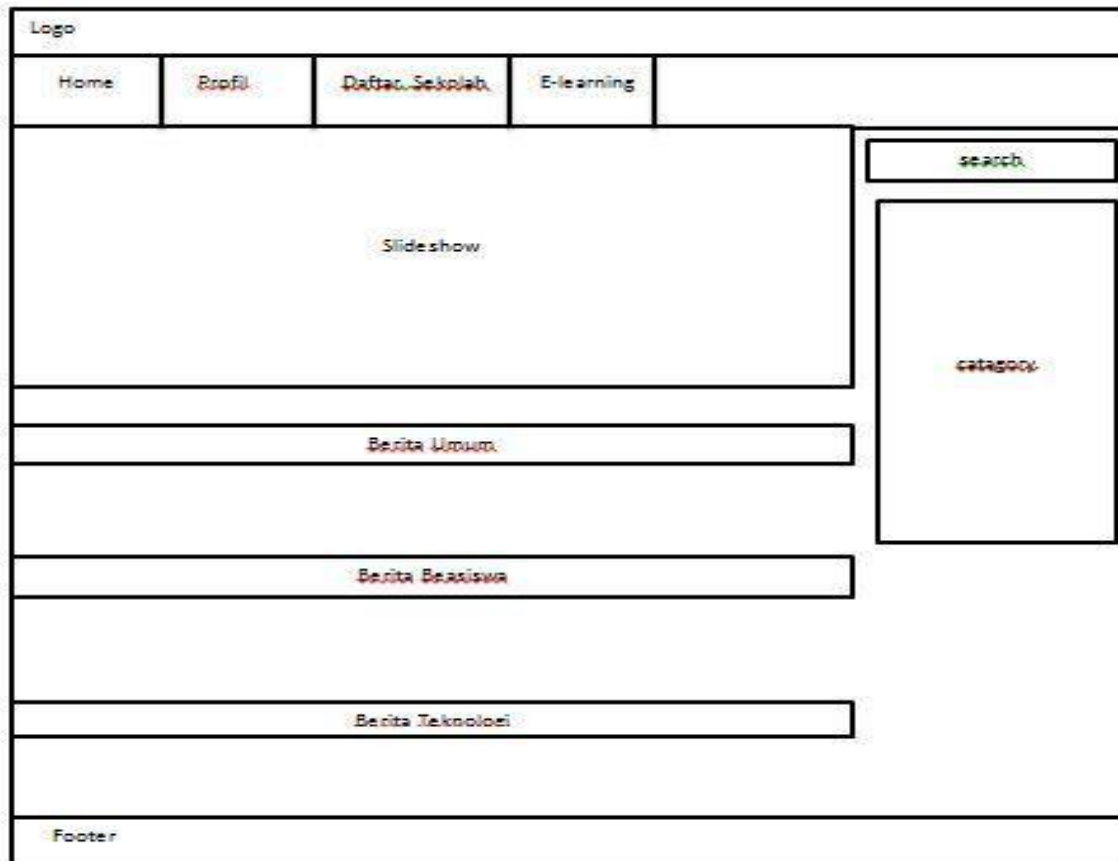 Logo
Home
Profil
Daftar Sekolah
E-learning
search
Slideshow
catagory
Berita Umum
Berita Beasiswa
Berita Teknologi
Footer